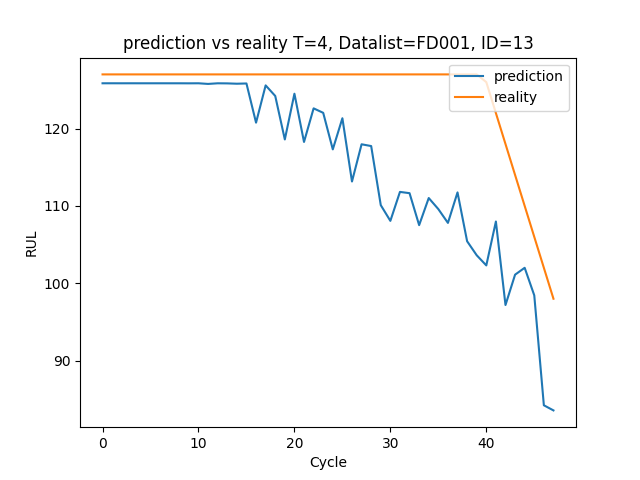 prediction vs reality T=4, Datalist=FD001, ID=13
prediction
reality
120
110
100
90
RUL
0 10 20 30 40
Cycle